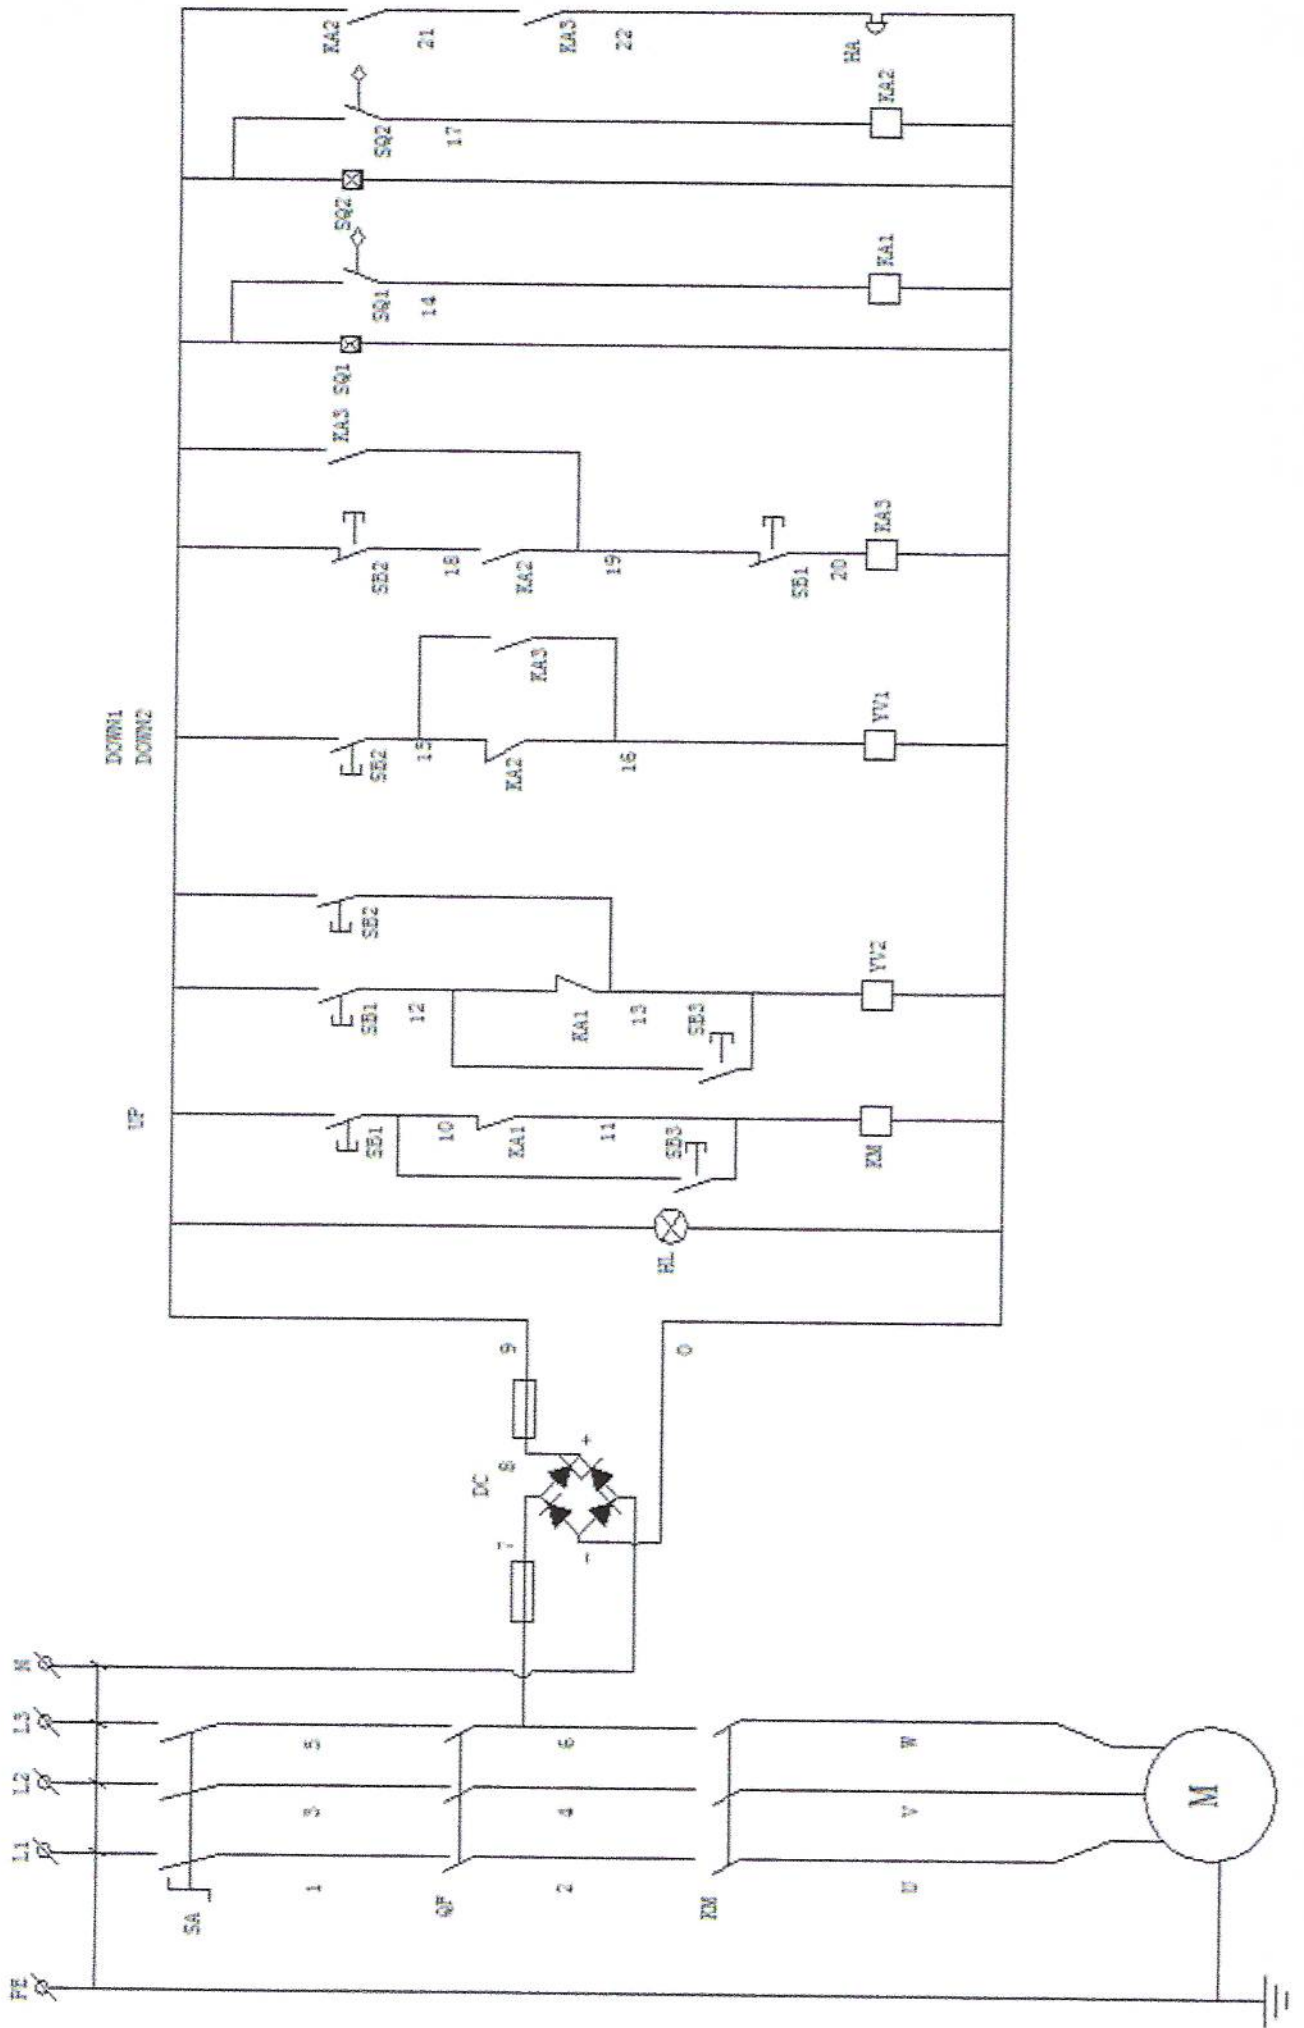 PE
L1
L2
L3
N
SA
1
3
5
QF
2
4
6
KM
U
V
W
M
7
DC
8
+
-
9
0
HL
UP
SB1
10
KA1
11
SB3
KM
SB1
12
KA1
13
SB3
YV2
SB2
DOWN1
DOWN2
SB2
15
KA2
16
KA3
YV1
SB2
18
KA2
19
SB1
20
KA3
KA3
SQ1
SQ1
14
KA1
SQ2
SQ2
17
KA2
KA2
21
KA3
22
HA